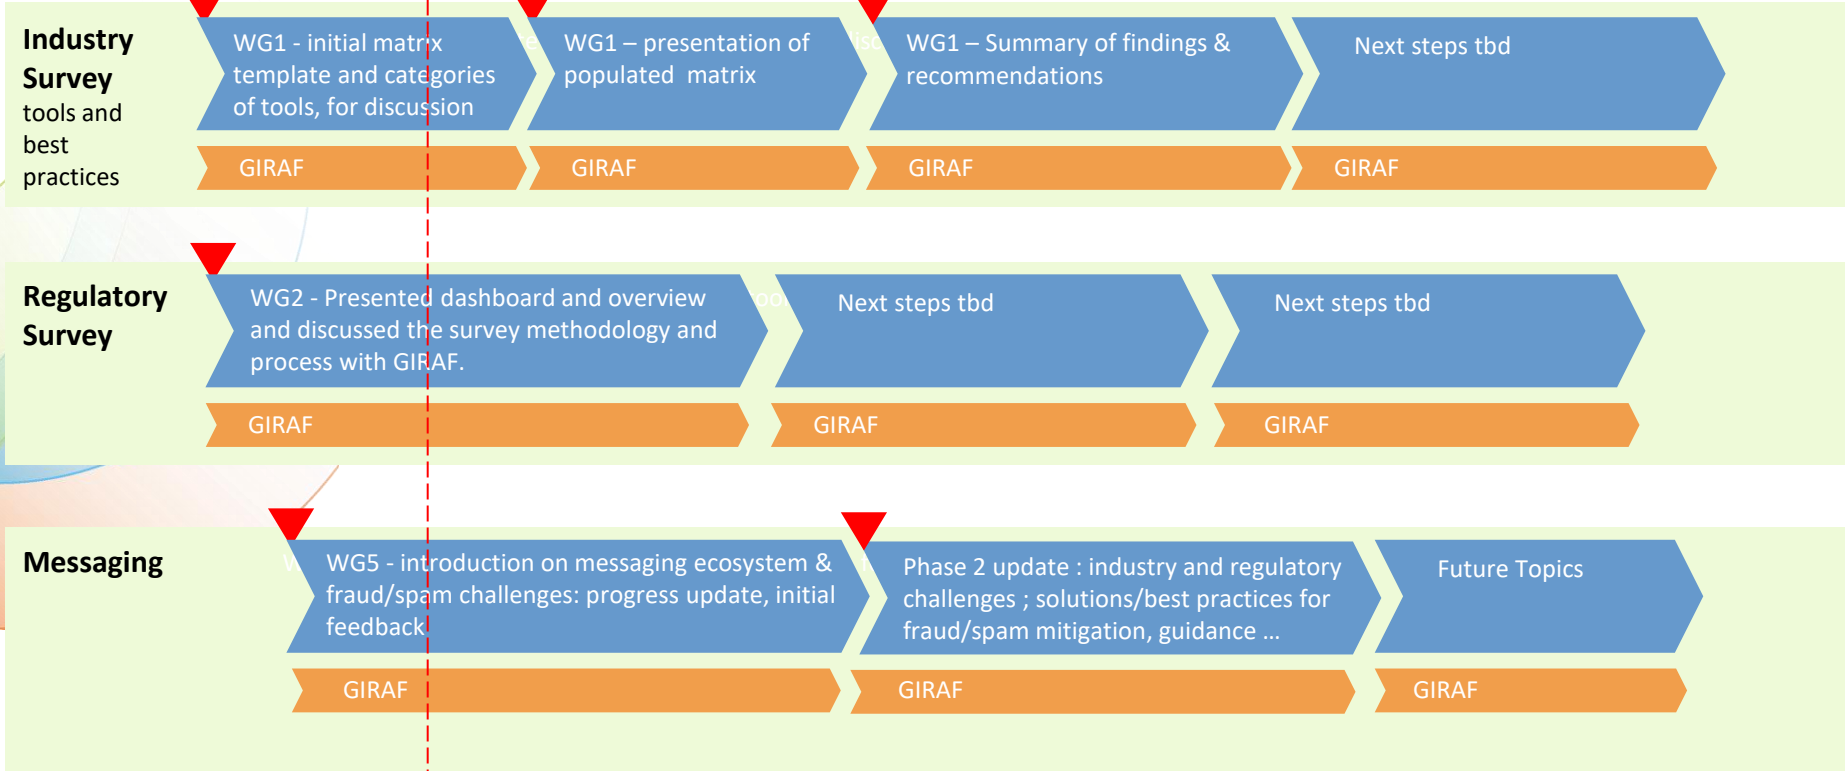 Industry
Survey
tools and
best
practices
WG1 - initial matrix
template and categories
of tools, for discussion
WG1 – presentation of
populated matrix
WG1 – Summary of findings &
recommendations
Next steps tbd
GIRAF
GIRAF
GIRAF
GIRAF
Regulatory
Survey
WG2 - Presented dashboard and overview
and discussed the survey methodology and
process with GIRAF.
Next steps tbd
Next steps tbd
GIRAF
GIRAF
GIRAF
Messaging
WG5 - introduction on messaging ecosystem &
fraud/spam challenges: progress update, initial
feedback
Phase 2 update : industry and regulatory
challenges ; solutions/best practices for
fraud/spam mitigation, guidance …
Future Topics
GIRAF
GIRAF
GIRAF